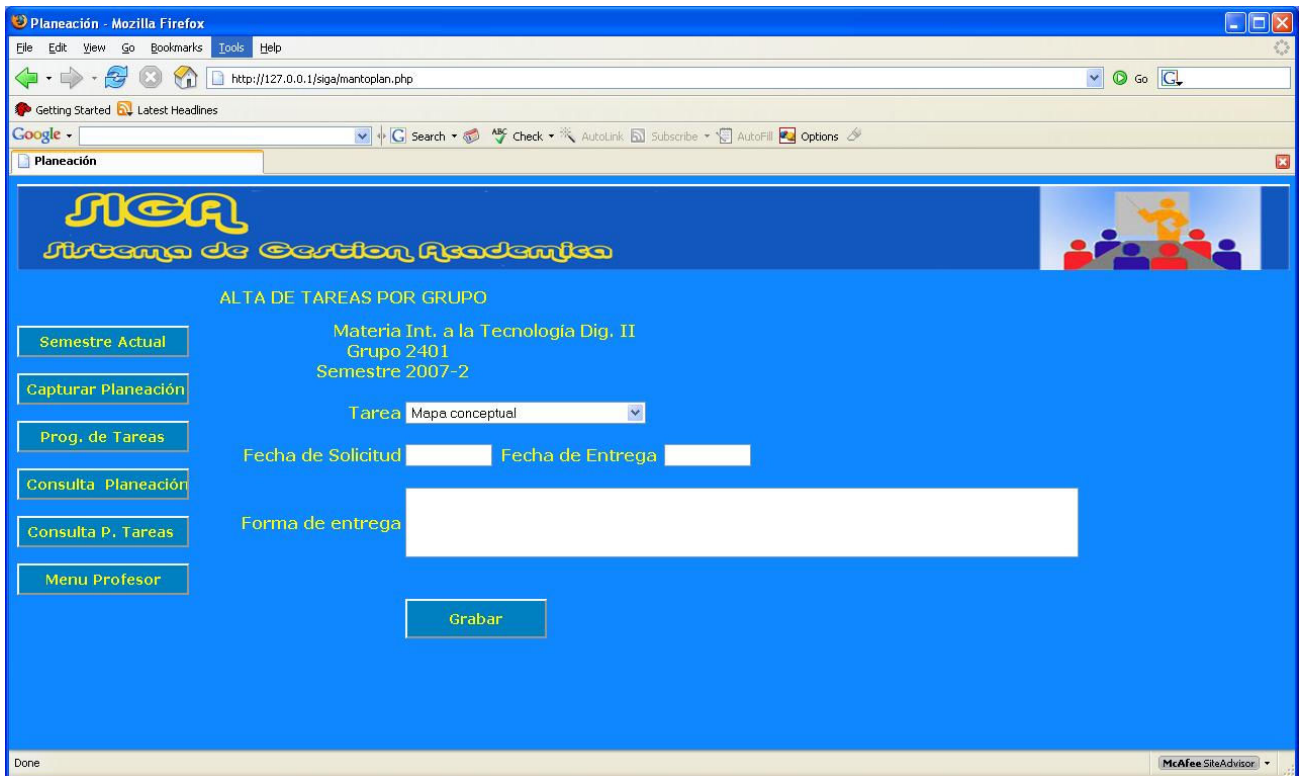 Planeación - Mozilla Firefox
File Edit View Go Bookmarks Tools Help
http://127.0.0.1/siga/mantoplan.php Go G
Getting Started Latest Headlines
Google Search ABC Check AutoLink Subscribe AutoFill Options
Planeación
SIGA
Sistema de Gestion Academica
ALTA DE TAREAS POR GRUPO
Materia Int. a la Tecnología Dig. II
Grupo 2401
Semestre 2007-2
Tarea Mapa conceptual
Fecha de Solicitud Fecha de Entrega
Forma de entrega
Grabar
Semestre Actual
Capturar Planeación
Prog. de Tareas
Consulta Planeación
Consulta P. Tareas
Menu Profesor
Done McAfee SiteAdvisor